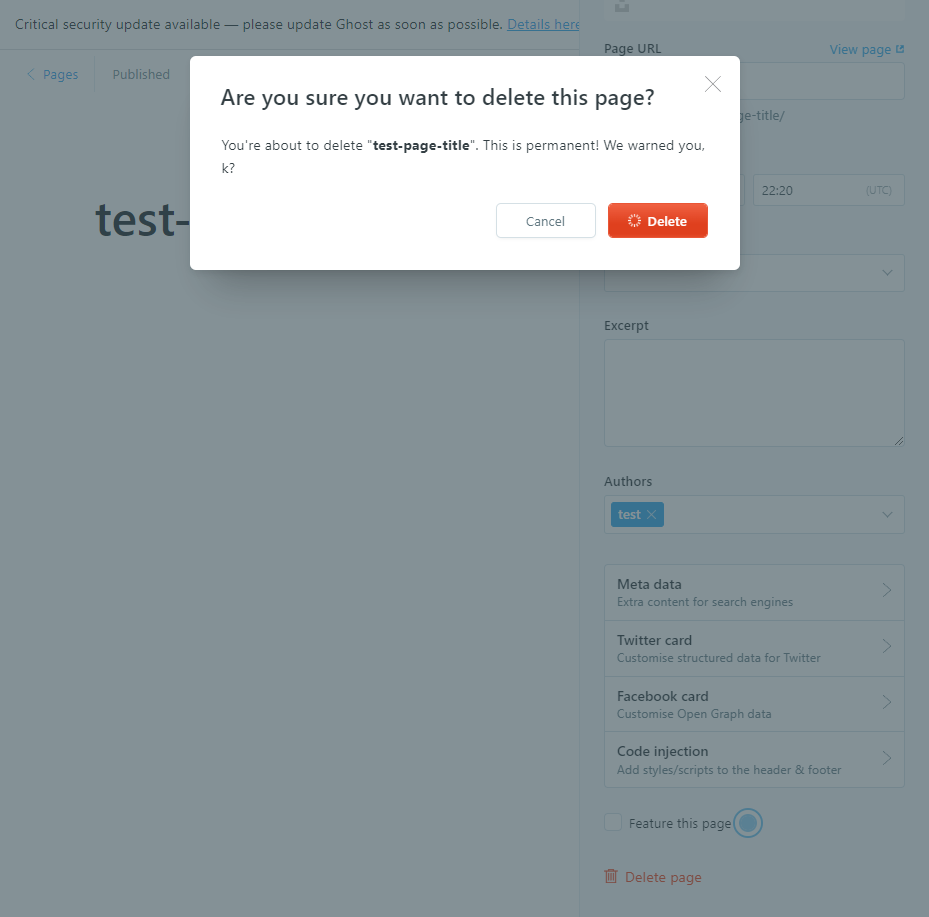 Critical security update available — please update Ghost as soon as possible. Details here
Pages
Published
test-
Are you sure you want to delete this page?
You're about to delete "test-page-title". This is permanent! We warned you,
k?
Cancel
Delete
Page URL
View page
ge-title/
22:20
(UTC)
Excerpt
Authors
test
Meta data
Extra content for search engines
Twitter card
Customise structured data for Twitter
Facebook card
Customise Open Graph data
Code injection
Add styles/scripts to the header & footer
Feature this page
Delete page